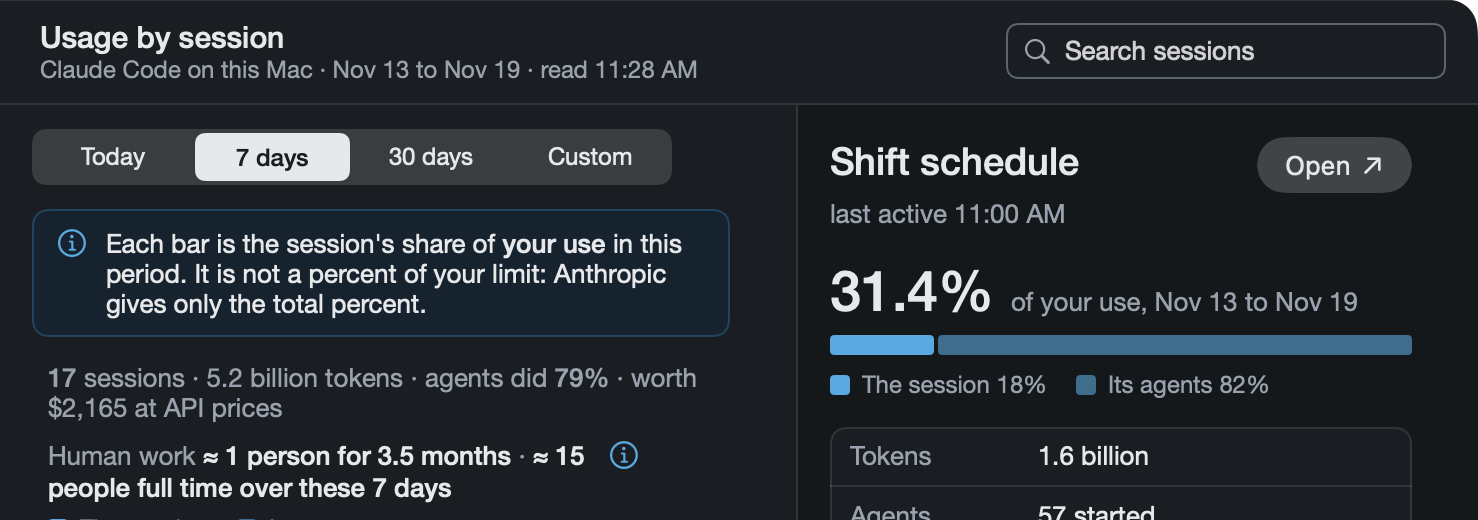 Usage by session
Claude Code on this Mac · Nov 13 to Nov 19 · read 11:28 AM
Search sessions
Today
7 days
30 days
Custom
Each bar is the session's share of your use in this
period. It is not a percent of your limit: Anthropic
gives only the total percent.
17 sessions · 5.2 billion tokens · agents did 79% · worth
$2,165 at API prices
Human work ≈ 1 person for 3.5 months · ≈ 15
people full time over these 7 days
Shift schedule
Open ↗
last active 11:00 AM
31.4% of your use, Nov 13 to Nov 19
The session 18%
Its agents 82%
Tokens 1.6 billion
Agents 57 started